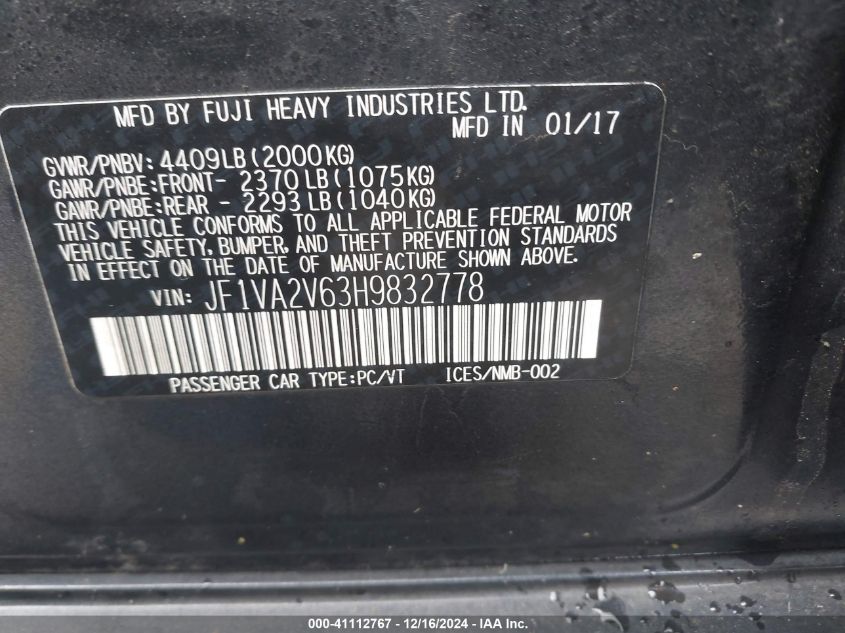 MFD BY FUJI HEAVY INDUSTRIES LTD.
MFD IN 01/17
GVWR/PNBV: 4409LB(2000KG)
GAWR/PNBE:FRONT- 2370LB(1075KG)
GAWR/PNBE:REAR - 2293LB(1040KG)
THIS VEHICLE CONFORMS TO ALL APPLICABLE FEDERAL MOTOR
VEHICLE SAFETY, BUMPER, AND THEFT PREVENTION STANDARDS
IN EFFECT ON THE DATE OF MANUFACTURE SHOWN ABOVE.
VIN: JF1VA2V63H9832778
PASSENGER CAR TYPE:PC/VT ICES/NMB-002
000-41112767 - 12/16/2024 - IAA Inc.